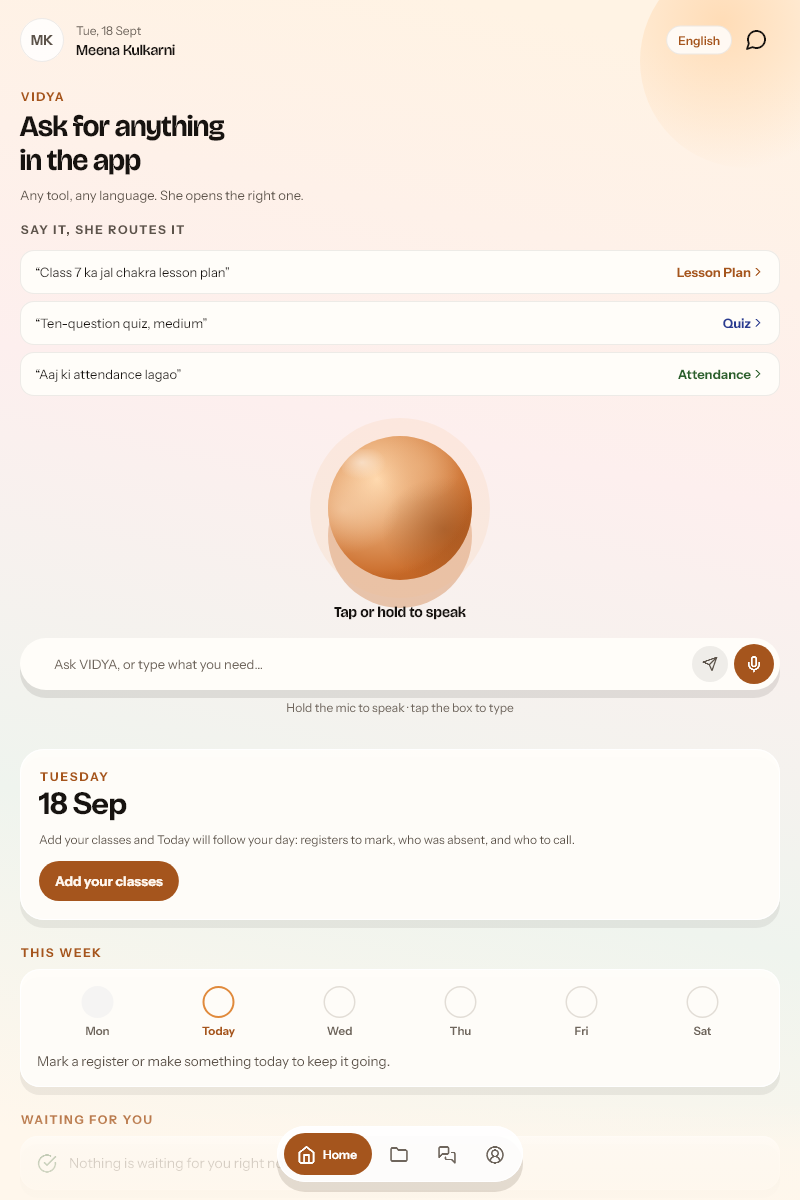 MK
Tue, 18 Sept
Meena Kulkarni
English
VIDYA
Ask for anything
in the app
Any tool, any language. She opens the right one.
SAY IT, SHE ROUTES IT
“Class 7 ka jal chakra lesson plan”
Lesson Plan
“Ten-question quiz, medium”
Quiz
“Aaj ki attendance lagao”
Attendance
Tap or hold to speak
Ask VIDYA, or type what you need...
Hold the mic to speak · tap the box to type
TUESDAY
18 Sep
Add your classes and Today will follow your day: registers to mark, who was absent, and who to call.
Add your classes
THIS WEEK
Mon
Today
Wed
Thu
Fri
Sat
Mark a register or make something today to keep it going.
WAITING FOR YOU
Nothing is waiting for you right
Home